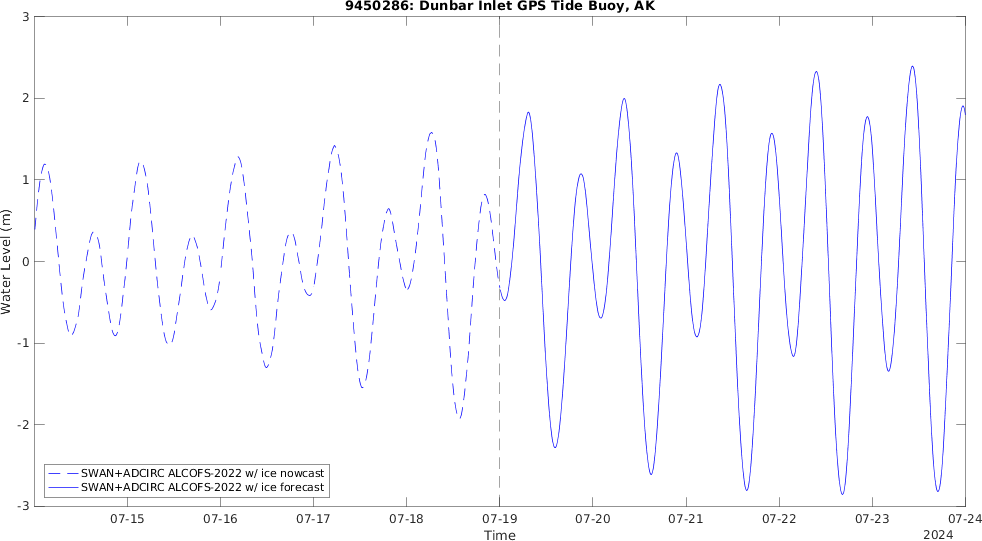 9450286: Dunbar Inlet GPS Tide Buoy, AK
3
2
1
0
-1
-2
-3
Water Level (m)
SWAN+ADCIRC ALCOFS-2022 w/ ice nowcast
SWAN+ADCIRC ALCOFS-2022 w/ ice forecast
07-15 07-16 07-17 07-18 07-19 07-20 07-21 07-22 07-23 07-24
Time
2024